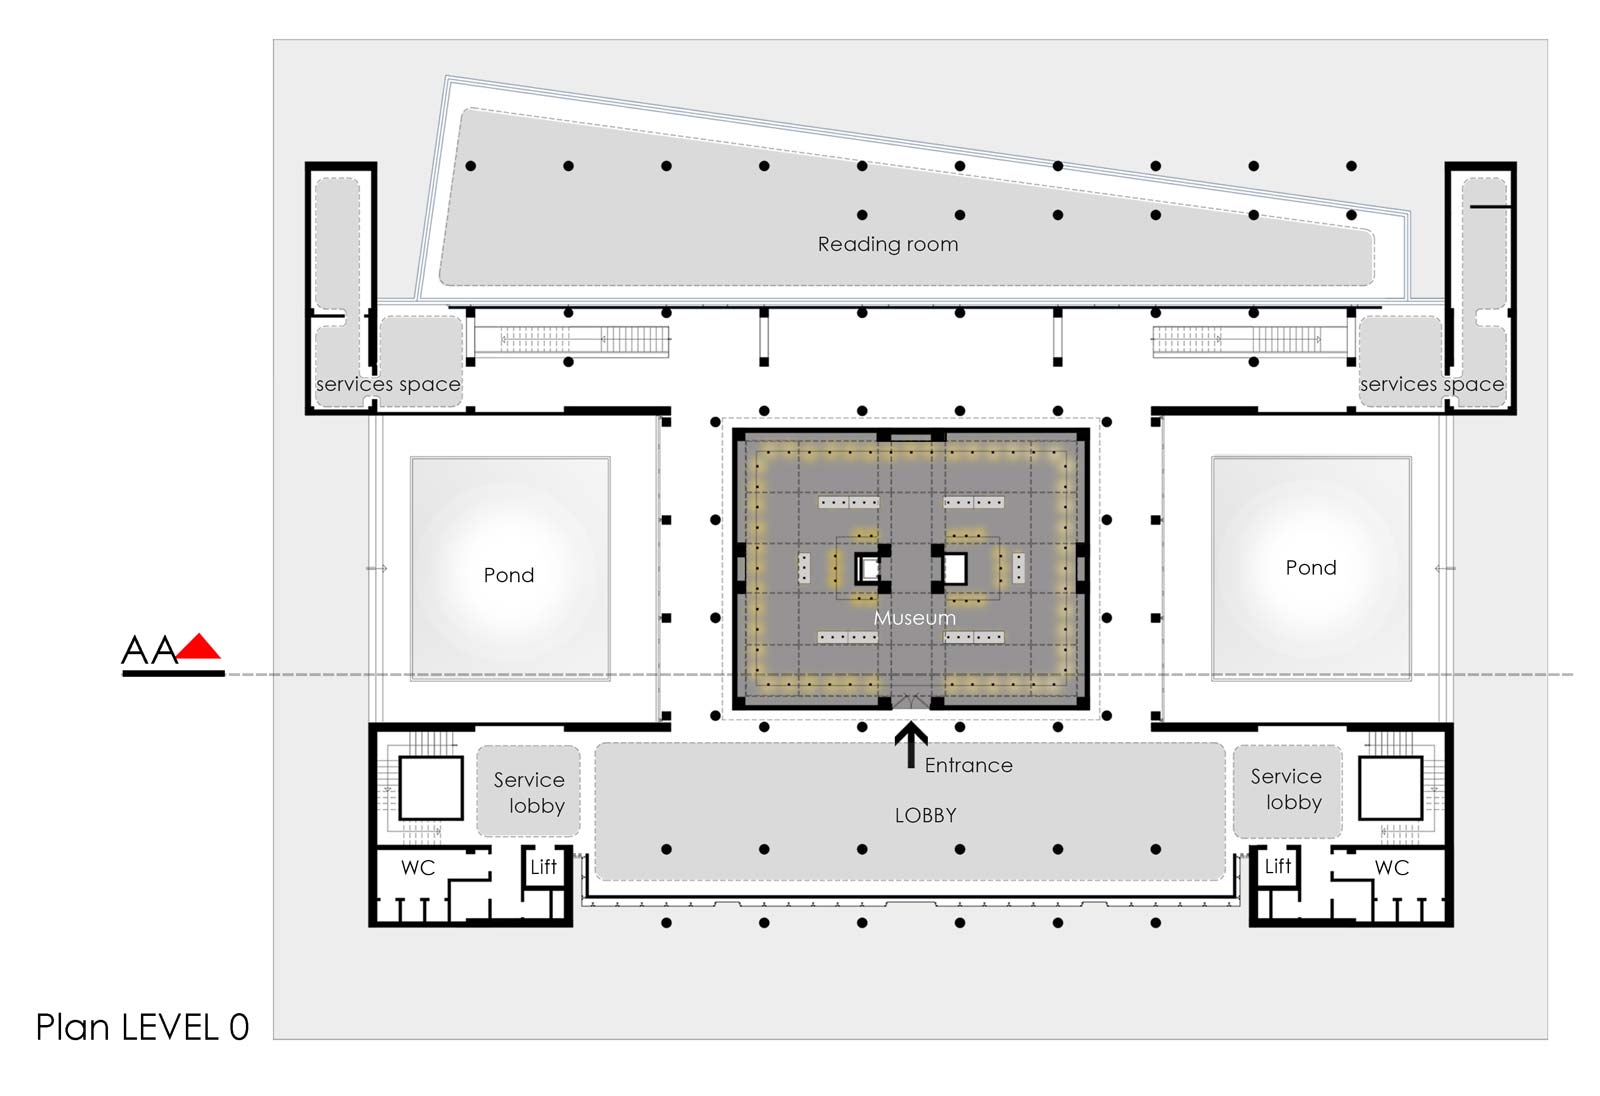 Reading room
services space
services space
Pond
Pond
Museum
AA
Entrance
Service
lobby
LOBBY
Service
lobby
WC
Lift
Lift
WC
Plan LEVEL 0